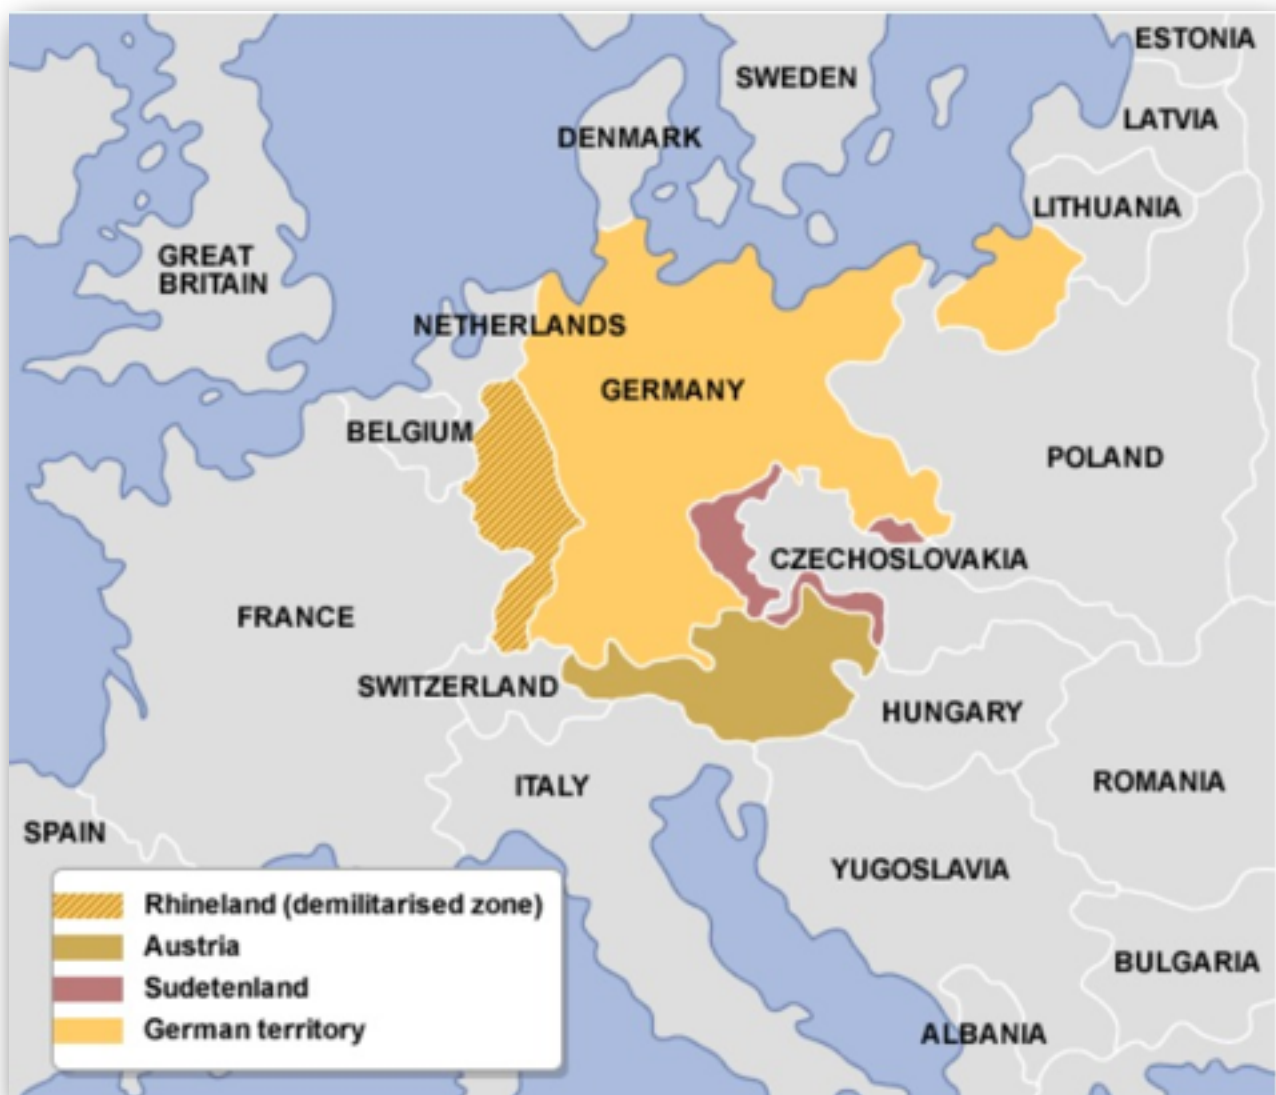 ESTONIA
SWEDEN
LATVIA
DENMARK
LITHUANIA
GREAT
BRITAIN
NETHERLANDS
GERMANY
BELGIUM
POLAND
CZECHOSLOVAKIA
FRANCE
SWITZERLAND
HUNGARY
ITALY
ROMANIA
SPAIN
YUGOSLAVIA
Rhineland (demilitarised zone)
Austria
Sudetenland
German territory
BULGARIA
ALBANIA